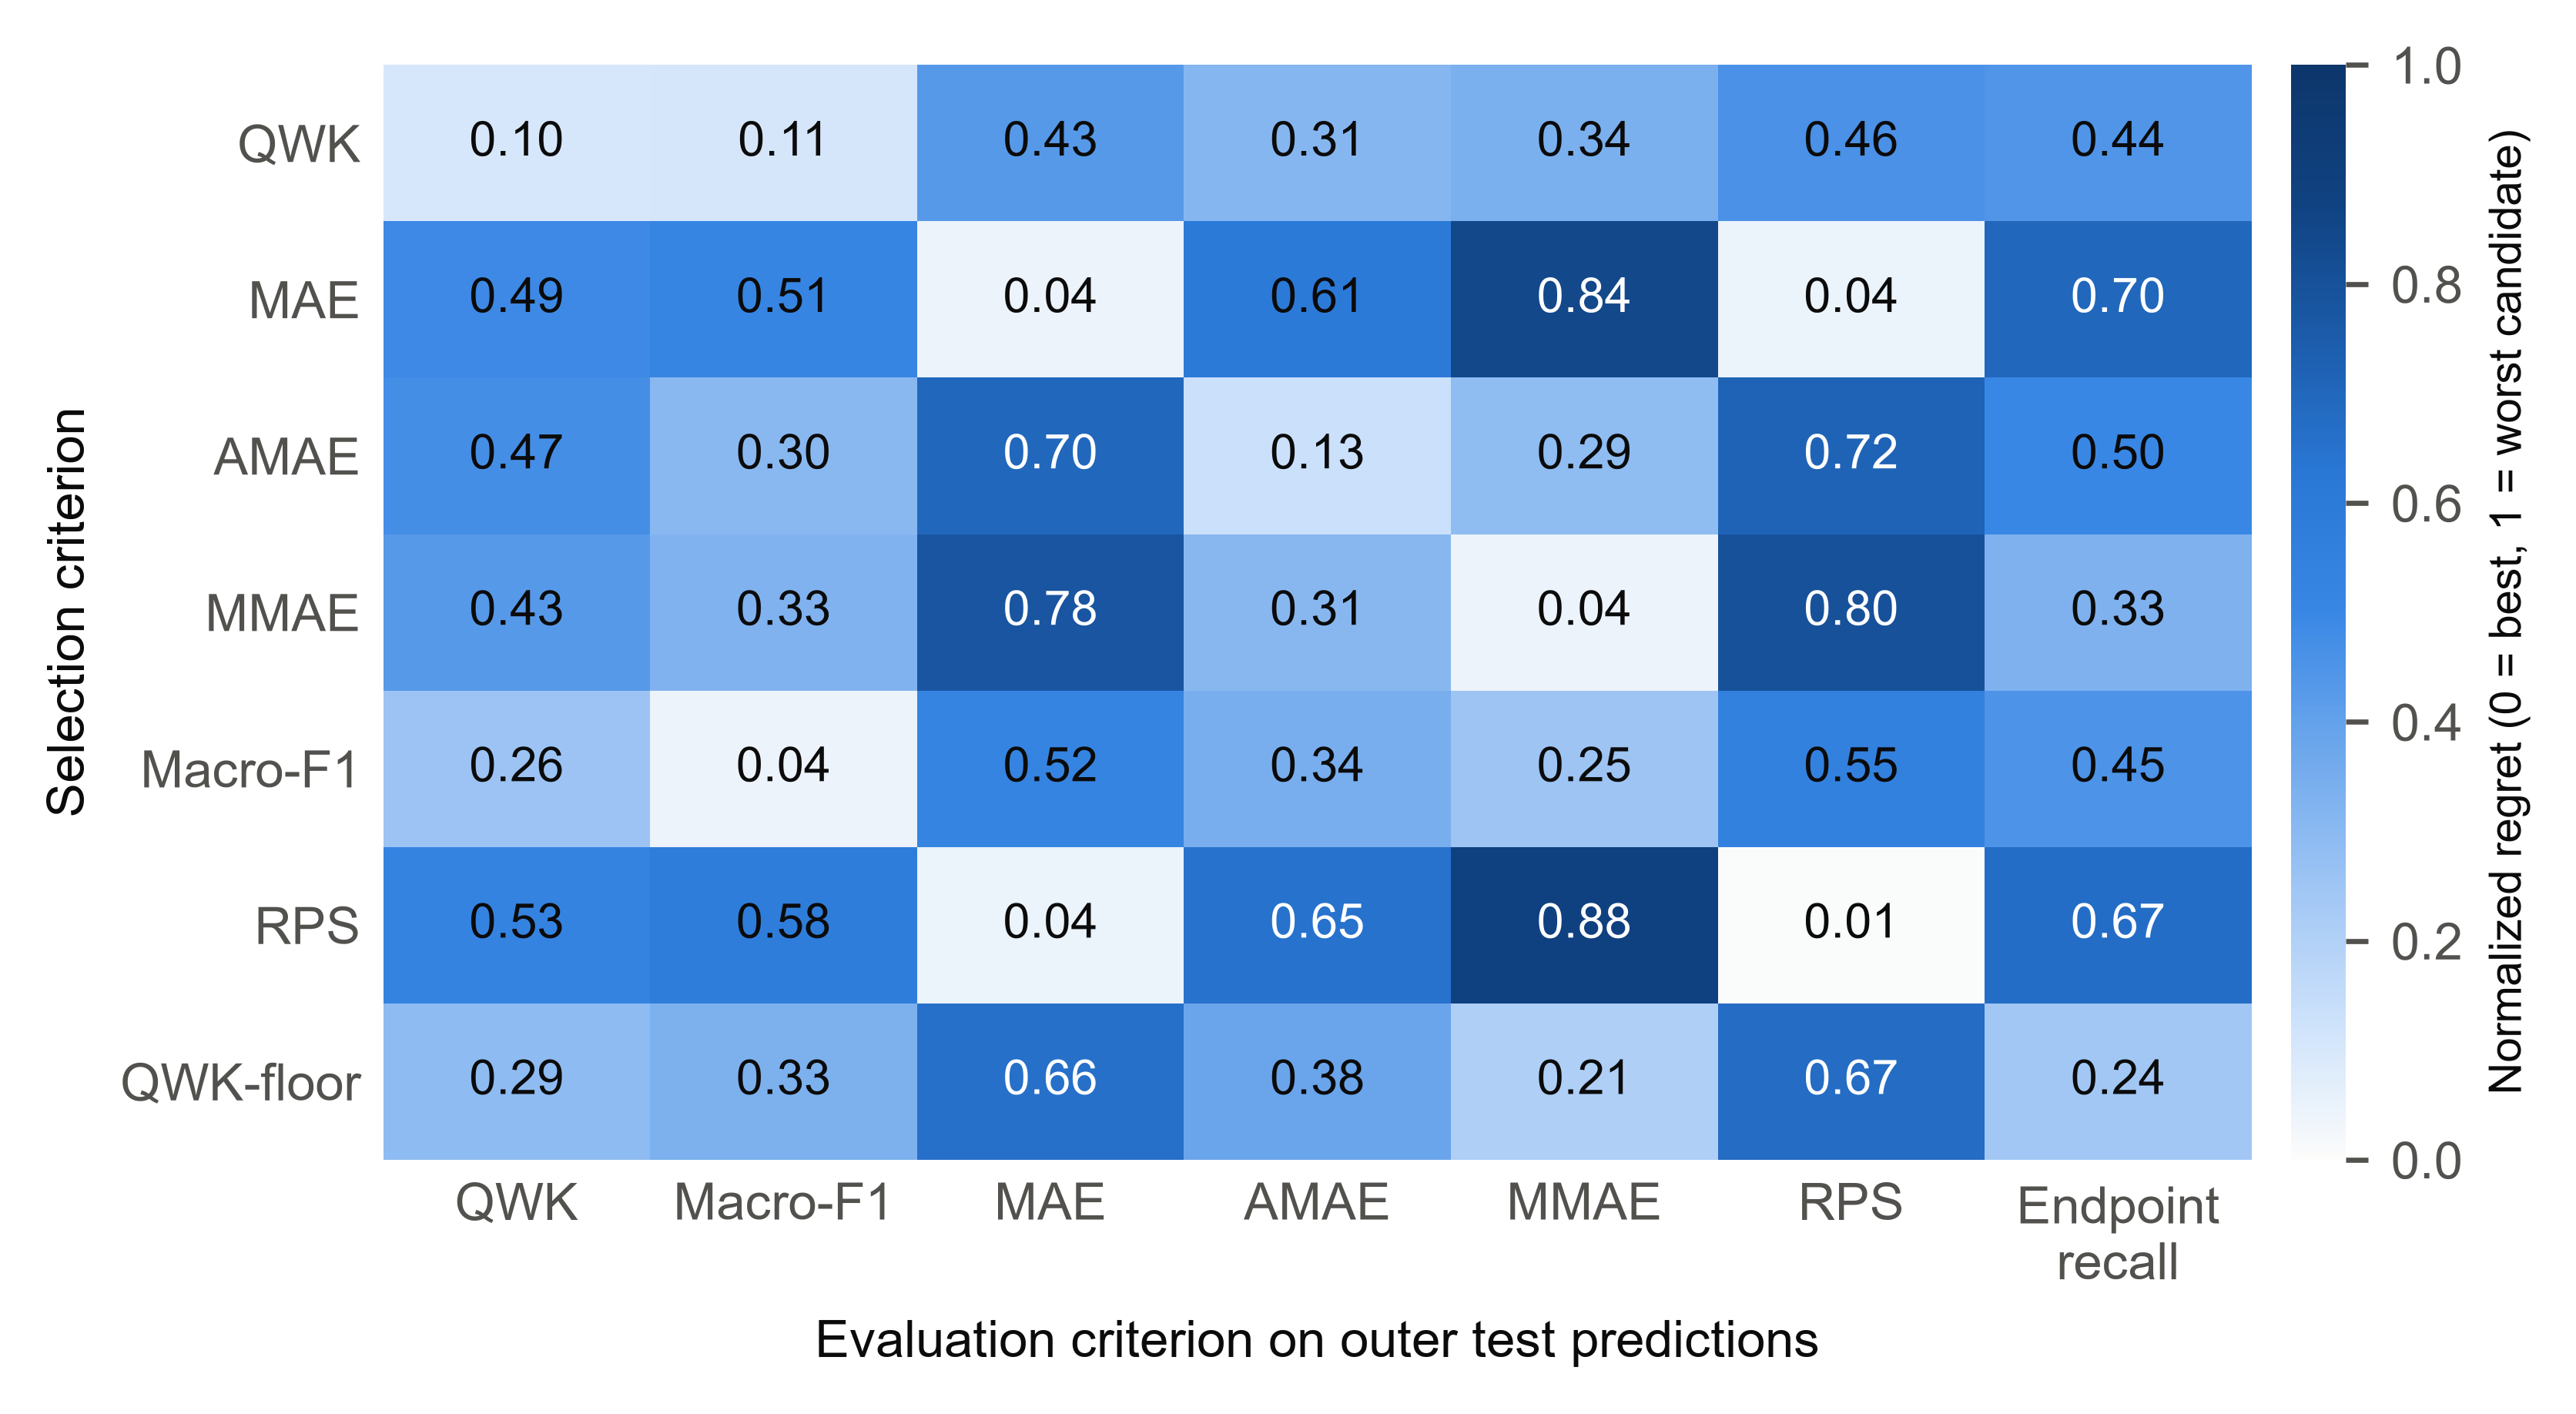 QWK 0.10 0.11 0.43 0.31 0.34 0.46 0.44
MAE 0.49 0.51 0.04 0.61 0.84 0.04 0.70
AMAE 0.47 0.30 0.70 0.13 0.29 0.72 0.50
MMAE 0.43 0.33 0.78 0.31 0.04 0.80 0.33
Macro-F1 0.26 0.04 0.52 0.34 0.25 0.55 0.45
RPS 0.53 0.58 0.04 0.65 0.88 0.01 0.67
QWK-floor 0.29 0.33 0.66 0.38 0.21 0.67 0.24
QWK Macro-F1 MAE AMAE MMAE RPS Endpoint
recall
Evaluation criterion on outer test predictions
Selection criterion
1.0
0.8
0.6
0.4
0.2
0.0
Normalized regret (0 = best, 1 = worst candidate)